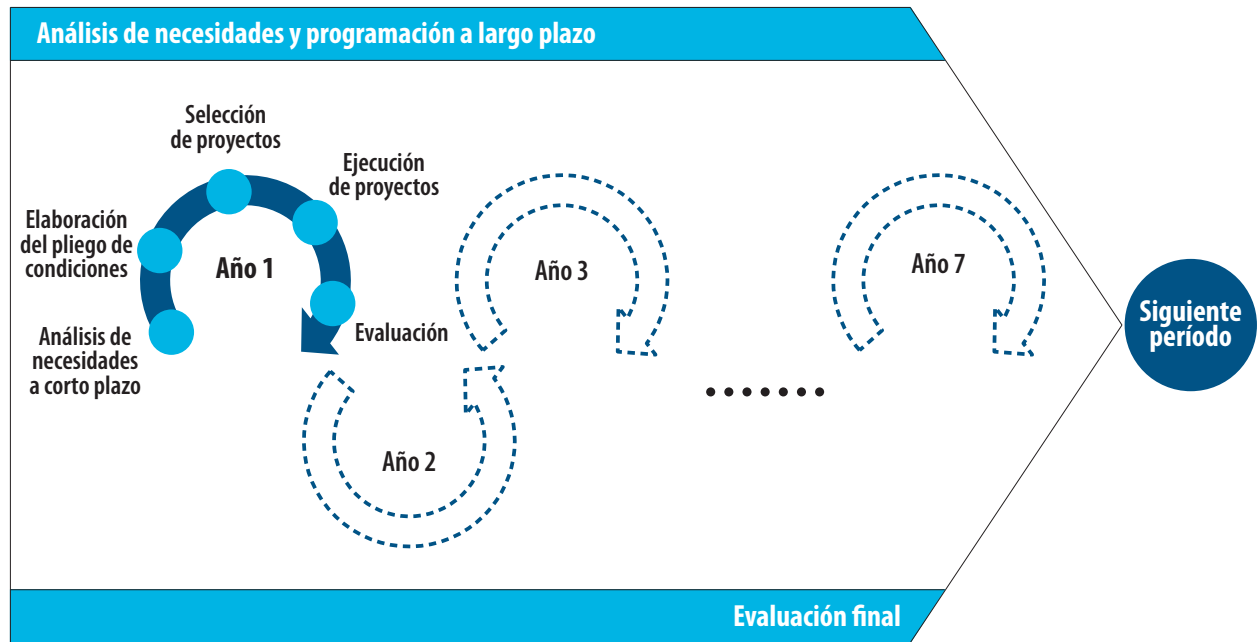 Análisis de necesidades y programación a largo plazo
Selección
de proyectos
Ejecución
de proyectos
Elaboración
del pliego de
condiciones
Año 1
Análisis de
necesidades
a corto plazo
Evaluación
Año 2
Año 3
Año 7
Siguiente
período
Evaluación final